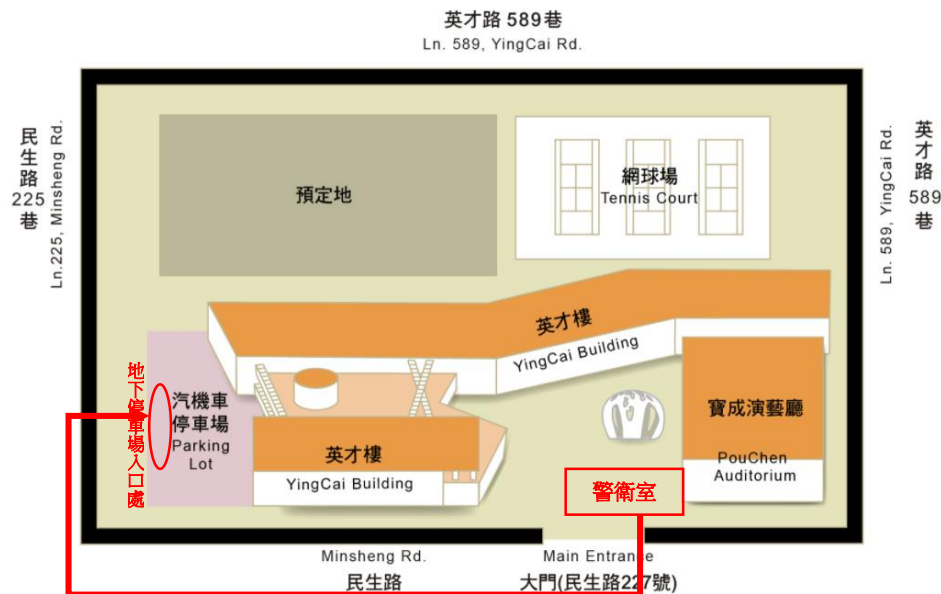 英才路 589巷
Ln. 589, YingCai Rd.
民生路225巷
Ln.225, Minsheng Rd.
預定地
網球場
Tennis Court
英才路589巷
Ln. 589, YingCai Rd.
英才樓
YingCai Building
地下停車場入口處
汽機車
停車場
Parking
Lot
英才樓
YingCai Building
寶成演藝廳
PouChen
Auditorium
警衛室
Minsheng Rd.
民生路
Main Entrance
大門(民生路227號)